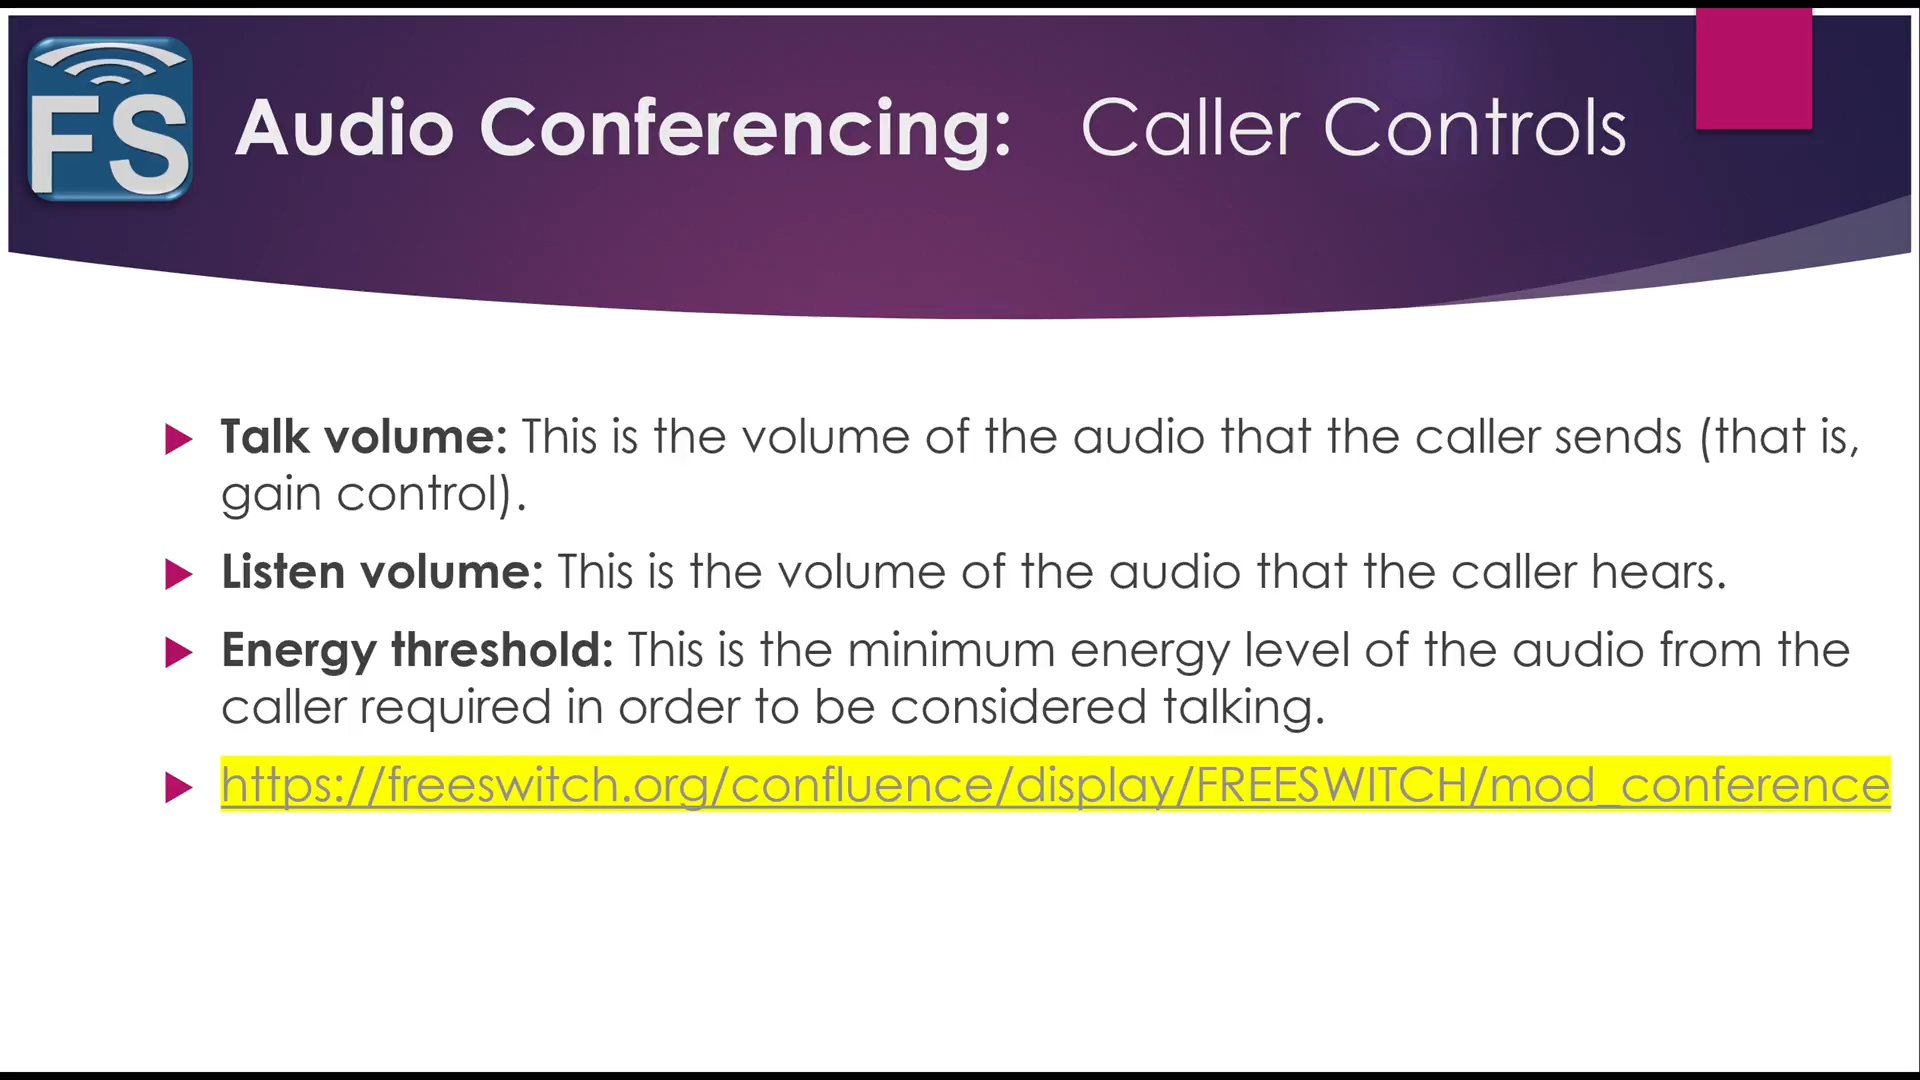 FS
Audio Conferencing: Caller Controls
Talk volume: This is the volume of the audio that the caller sends (that is,
gain control).
Listen volume: This is the volume of the audio that the caller hears.
Energy threshold: This is the minimum energy level of the audio from the
caller required in order to be considered talking.
https://freeswitch.org/confluence/display/FREESWITCH/mod_conference